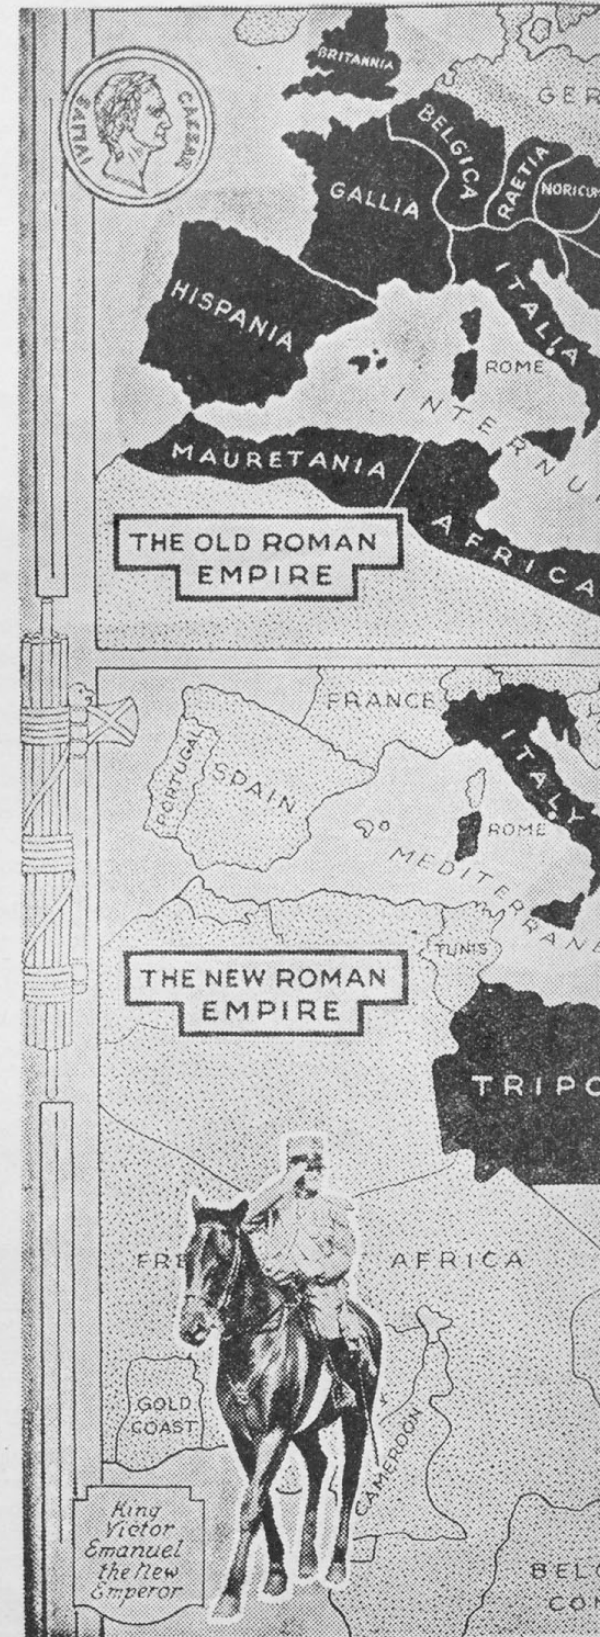 CAESAR
BRITANNIA
GER
BELGICA
RAETIA
NORICU
GALLIA
HISPANIA
ITALIA
ROME
INTERNU
MAURETANIA
AFRICA
THE OLD ROMAN
EMPIRE
FRANCE
PORTUGAL
SPAIN
ITALY
ROME
MEDITERRANE
TUNIS
THE NEW ROMAN
EMPIRE
TRIPO
FRE AFRICA
GOLD
COAST
CAMEROON
King
Victor
Emanuel
the New
Emperor
BELG
CON